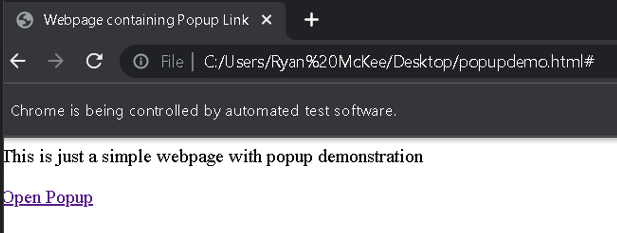 Webpage containing Popup Link
File | C:/Users/Ryan%20McKee/Desktop/popupdemo.html#
Chrome is being controlled by automated test software.
This is just a simple webpage with popup demonstration
Open Popup